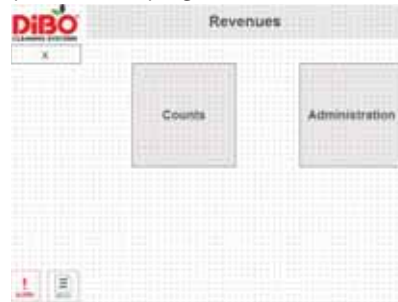 DiBO
CLEANING SYSTEMS
Revenues
X
Counts
Administration